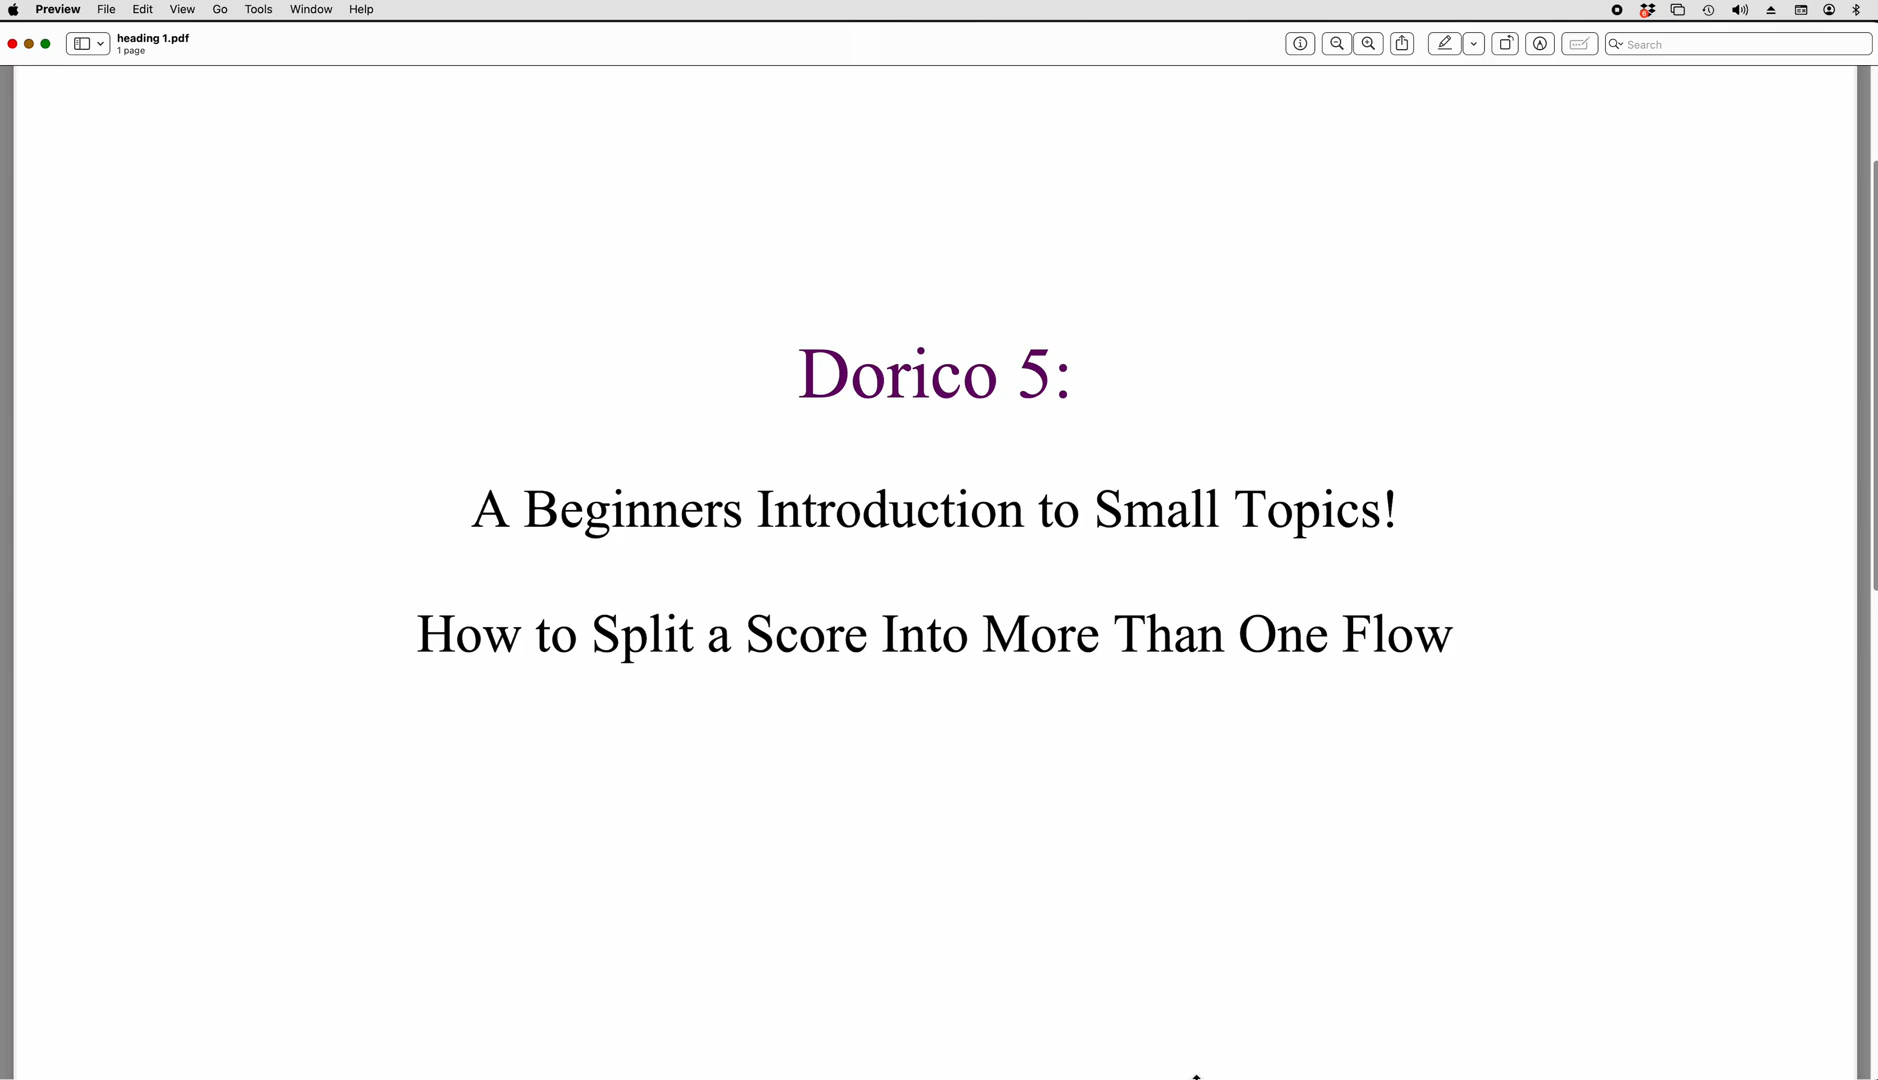 Preview File Edit View Go Tools Window Help
heading 1.pdf
1 page
Search
Dorico 5:
A Beginners Introduction to Small Topics!
How to Split a Score Into More Than One Flow